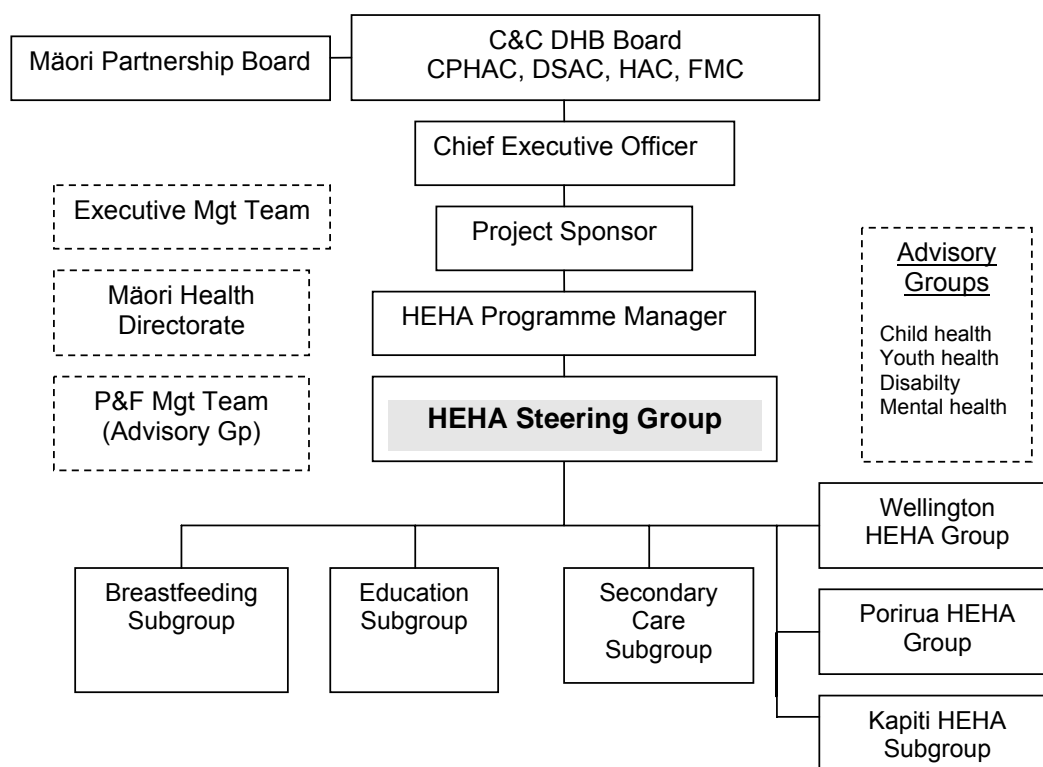 Mäori Partnership Board
C&C DHB Board
CPHAC, DSAC, HAC, FMC
Chief Executive Officer
Executive Mgt Team
Project Sponsor
Mäori Health
Directorate
HEHA Programme Manager
P&F Mgt Team
(Advisory Gp)
HEHA Steering Group
Advisory
Groups
Child health
Youth health
Disabilty
Mental health
Breastfeeding
Subgroup
Education
Subgroup
Secondary
Care
Subgroup
Wellington
HEHA Group
Porirua HEHA
Group
Kapiti HEHA
Subgroup